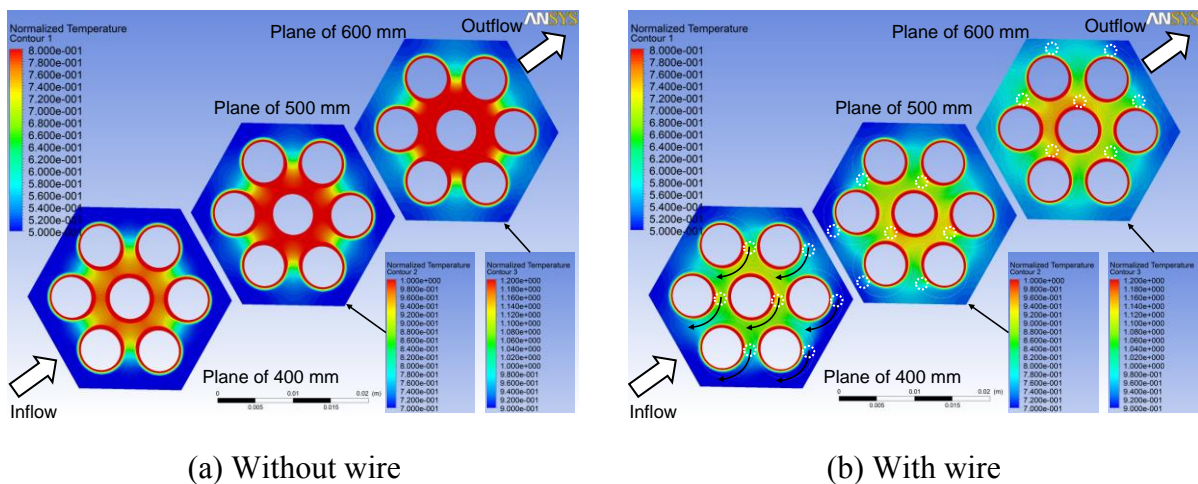 ANSYS
Normalized Temperature
Contour 1
8.000e-001
7.800e-001
7.600e-001
7.400e-001
7.200e-001
7.000e-001
6.800e-001
6.600e-001
6.400e-001
6.200e-001
6.000e-001
5.800e-001
5.600e-001
5.400e-001
5.200e-001
5.000e-001
Plane of 600 mm
Outflow
Plane of 500 mm
Plane of 400 mm
Inflow
0.005
0.01
0.015
0.02 (m)
Normalized Temperature
Contour 2
1.000e+000
9.800e-001
9.600e-001
9.400e-001
9.200e-001
9.000e-001
8.800e-001
8.600e-001
8.400e-001
8.200e-001
8.000e-001
7.800e-001
7.600e-001
7.400e-001
7.200e-001
7.000e-001
Normalized Temperature
Contour 3
1.200e+000
1.180e+000
1.160e+000
1.140e+000
1.120e+000
1.100e+000
1.080e+000
1.060e+000
1.040e+000
1.020e+000
1.000e+000
9.800e-001
9.600e-001
9.400e-001
9.200e-001
9.000e-001
(a) Without wire
ANSYS
Normalized Temperature
Contour 1
8.000e-001
7.800e-001
7.600e-001
7.400e-001
7.200e-001
7.000e-001
6.800e-001
6.600e-001
6.400e-001
6.200e-001
6.000e-001
5.800e-001
5.600e-001
5.400e-001
5.200e-001
5.000e-001
Plane of 600 mm
Outflow
Plane of 500 mm
Plane of 400 mm
Inflow
0
0.005
0.01
0.015
0.02 (m)
Normalized Temperature
Contour 2
1.000e+000
9.800e-001
9.600e-001
9.400e-001
9.200e-001
9.000e-001
8.800e-001
8.600e-001
8.400e-001
8.200e-001
8.000e-001
7.800e-001
7.600e-001
7.400e-001
7.200e-001
7.000e-001
Normalized Temperature
Contour 3
1.200e+000
1.180e+000
1.160e+000
1.140e+000
1.120e+000
1.100e+000
1.080e+000
1.060e+000
1.040e+000
1.020e+000
1.000e+000
9.800e-001
9.600e-001
9.400e-001
9.200e-001
9.000e-001
(b) With wire